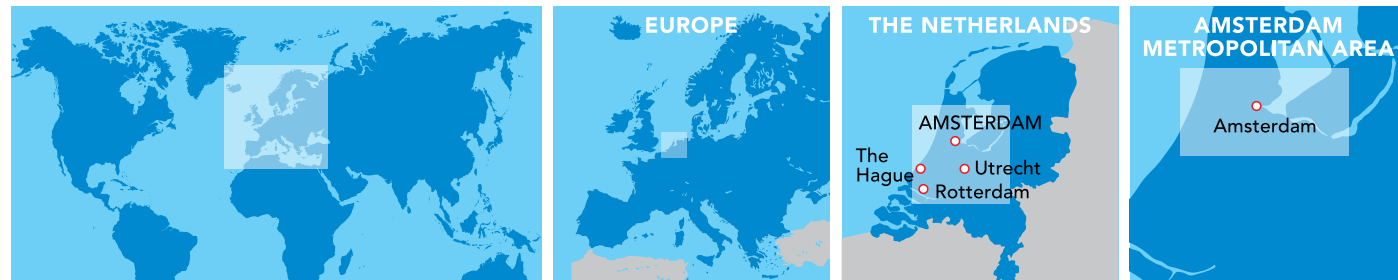 EUROPE
THE NETHERLANDS
AMSTERDAM
The
Hague
Utrecht
Rotterdam
AMSTERDAM
METROPOLITAN AREA
Amsterdam